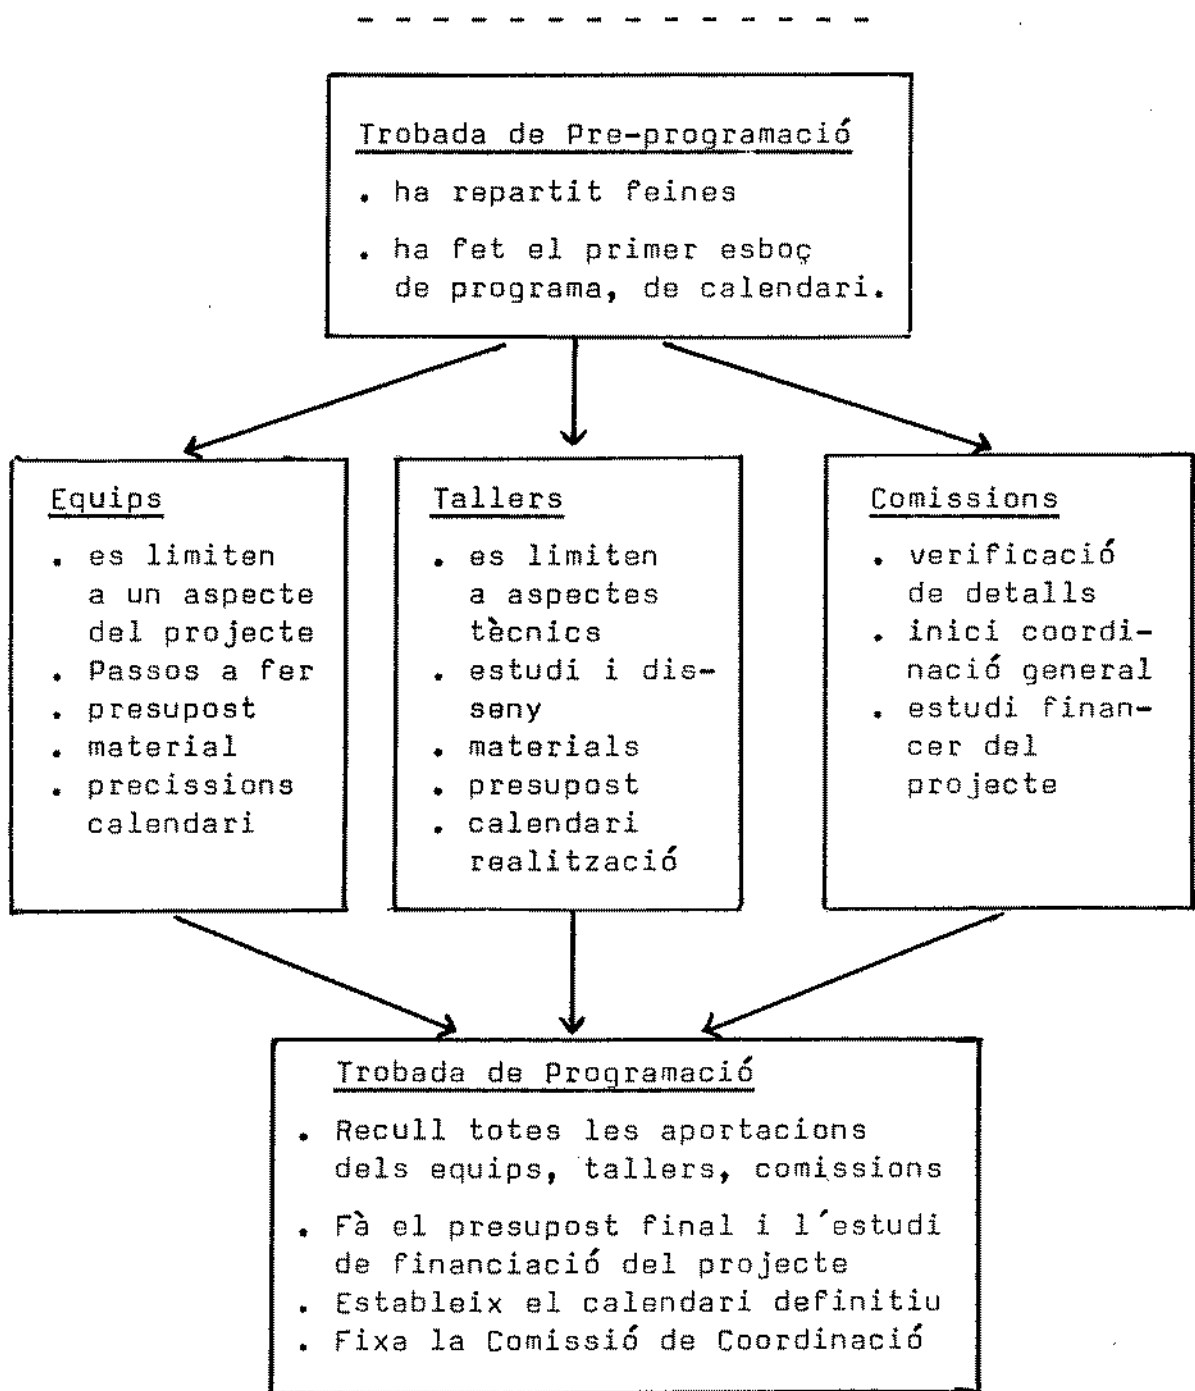 Trobada de Pre-programació
. ha repartit feines
. ha fet el primer esboç
de programa, de calendari.
Equips
. es limiten
a un aspecte
del projecte
. Passos a fer
. presupost
. material
. precissions
calendari
Tallers
. es limiten
a aspectes
tècnics
. estudi i dis-
seny
. materials
. presupost
. calendari
realització
Comissions
. verificació
de detalls
. inici coordi-
nació general
. estudi finan-
cer del
projecte
Trobada de Programació
. Recull totes les aportacions
dels equips, tallers, comissions
. Fà el presupost final i l'estudi
de financiació del projecte
. Estableix el calendari definitiu
. Fixa la Comissió de Coordinació